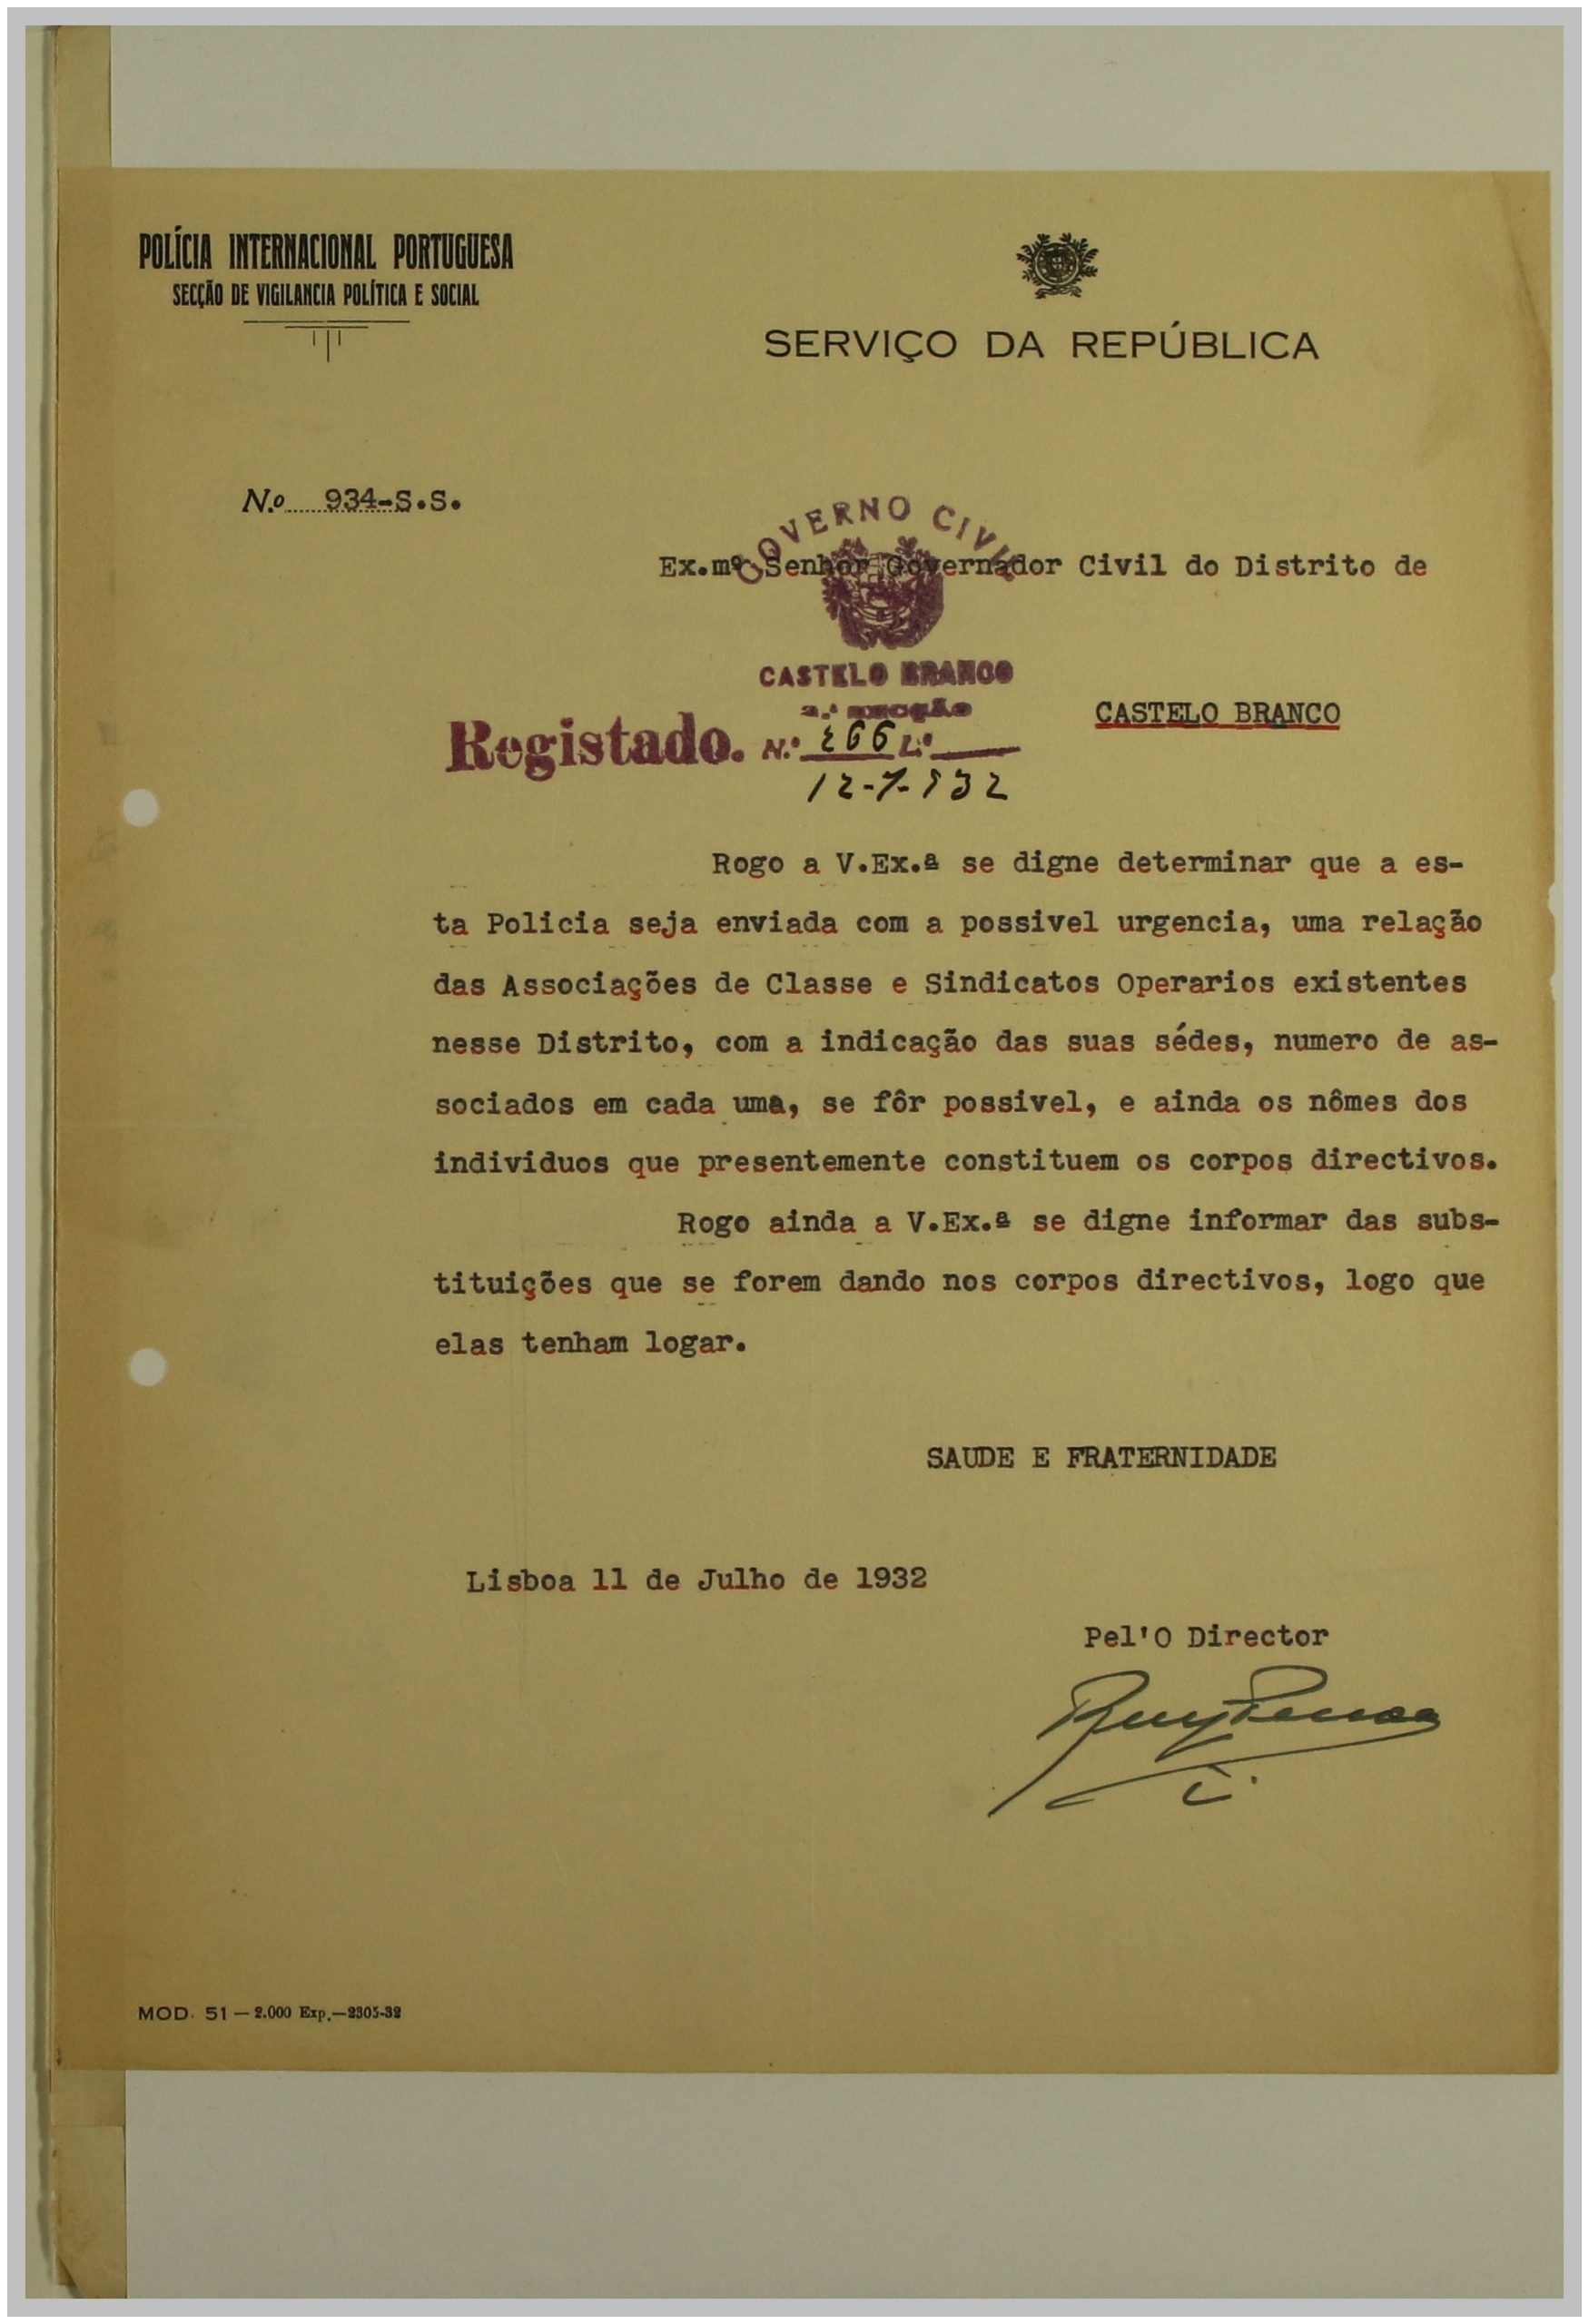 POLÍCIA INTERNACIONAL PORTUGUESA
SECÇÃO DE VIGILANCIA POLÍTICA E SOCIAL
SERVIÇO DA REPÚBLICA
N.º 934-S.S.
GOVERNO CIVIL
Ex.mº Senhor Governador Civil do Distrito de
CASTELO BRANCO
2.ª secção
CASTELO BRANCO
Registado. N.º 266 L.º
12-7-932
Rogo a V.Ex.ª se digne determinar que a es-
ta Policia seja enviada com a possivel urgencia, uma relação
das Associações de Classe e Sindicatos Operarios existentes
nesse Distrito, com a indicação das suas sédes, numero de as-
sociados em cada uma, se fôr possivel, e ainda os nômes dos
individuos que presentemente constituem os corpos directivos.
Rogo ainda a V.Ex.ª se digne informar das subs-
tituições que se forem dando nos corpos directivos, logo que
elas tenham logar.
SAUDE E FRATERNIDADE
Lisboa 11 de Julho de 1932
Pel'O Director
MOD. 51 — 2.000 Exp.—2305-32